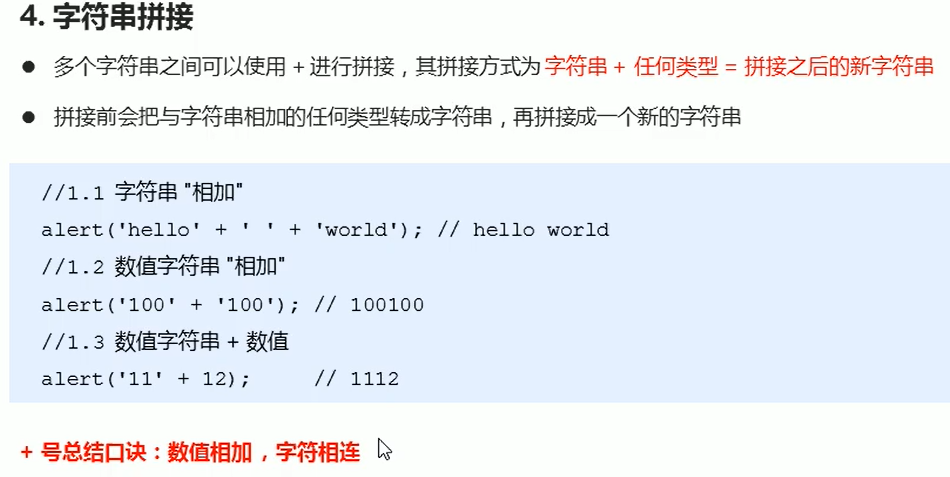 4. 字符串拼接
● 多个字符串之间可以使用 + 进行拼接，其拼接方式为 字符串 + 任何类型 = 拼接之后的新字符串
● 拼接前会把与字符串相加的任何类型转成字符串，再拼接成一个新的字符串
//1.1 字符串 "相加"
alert('hello' + ' ' + 'world'); // hello world
//1.2 数值字符串 "相加"
alert('100' + '100'); // 100100
//1.3 数值字符串 + 数值
alert('11' + 12);     // 1112
+ 号总结口诀：数值相加，字符相连